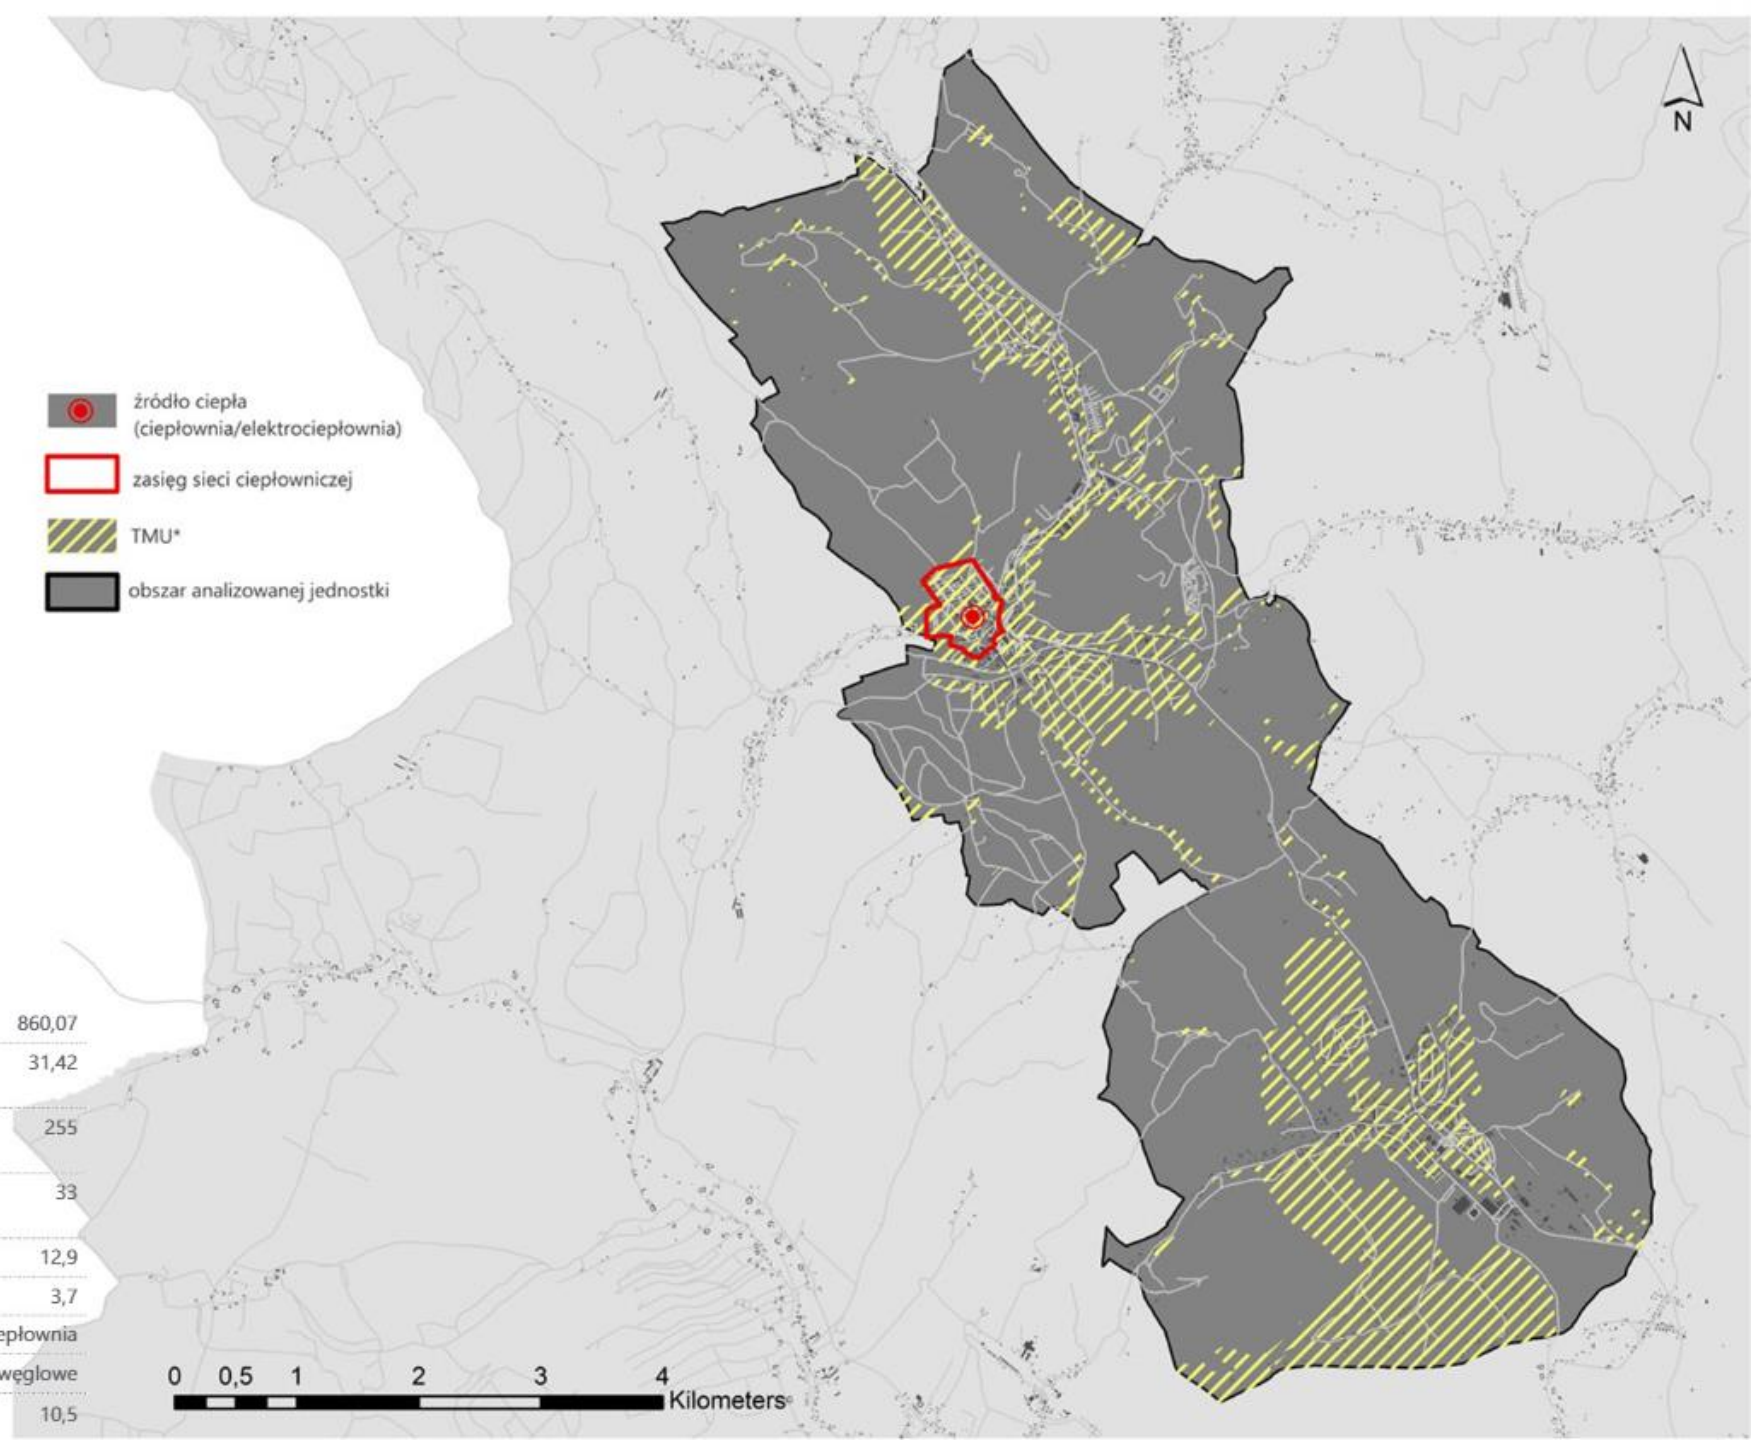 N
źródło ciepła
(ciepłownia/elektrociepłownia)
zasięg sieci ciepłowniczej
TMU*
obszar analizowanej jednostki
860,07
31,42
255
33
12,9
3,7
epłownia
węglowe
10,5
0 0,5 1 2 3 4
Kilometers